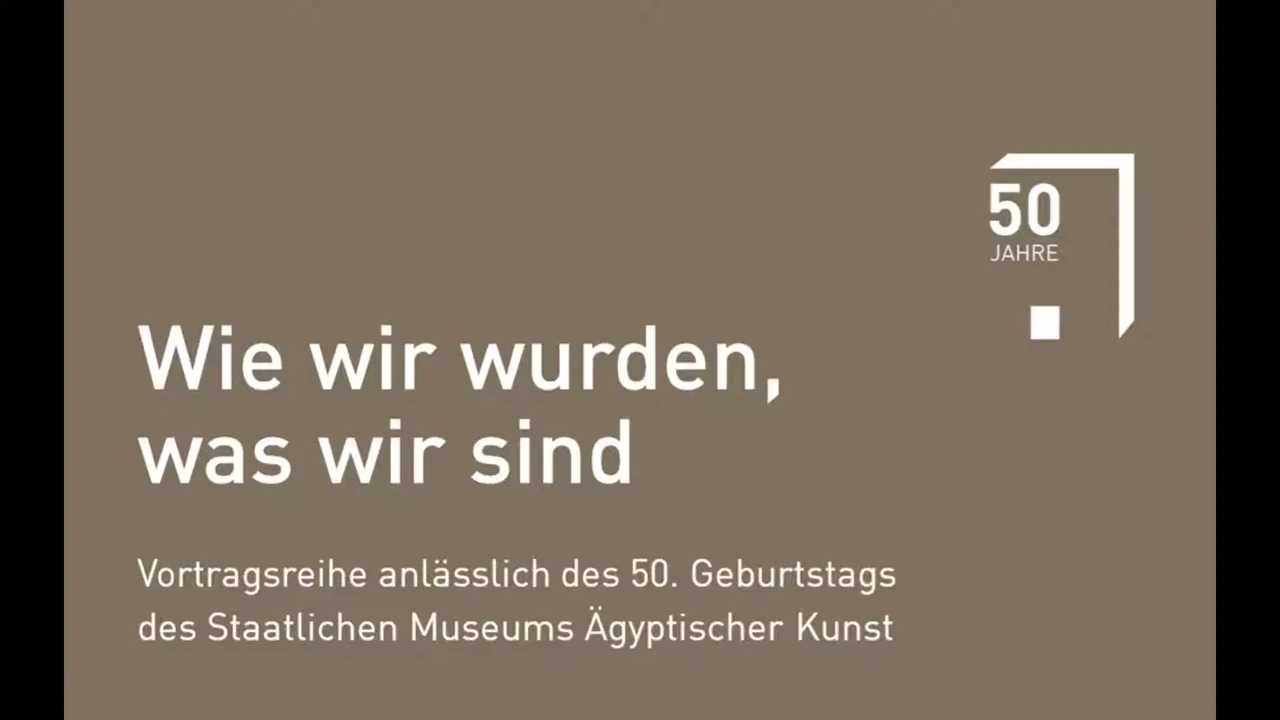 50
JAHRE
Wie wir wurden,
was wir sind
Vortragsreihe anlässlich des 50. Geburtstags
des Staatlichen Museums Ägyptischer Kunst